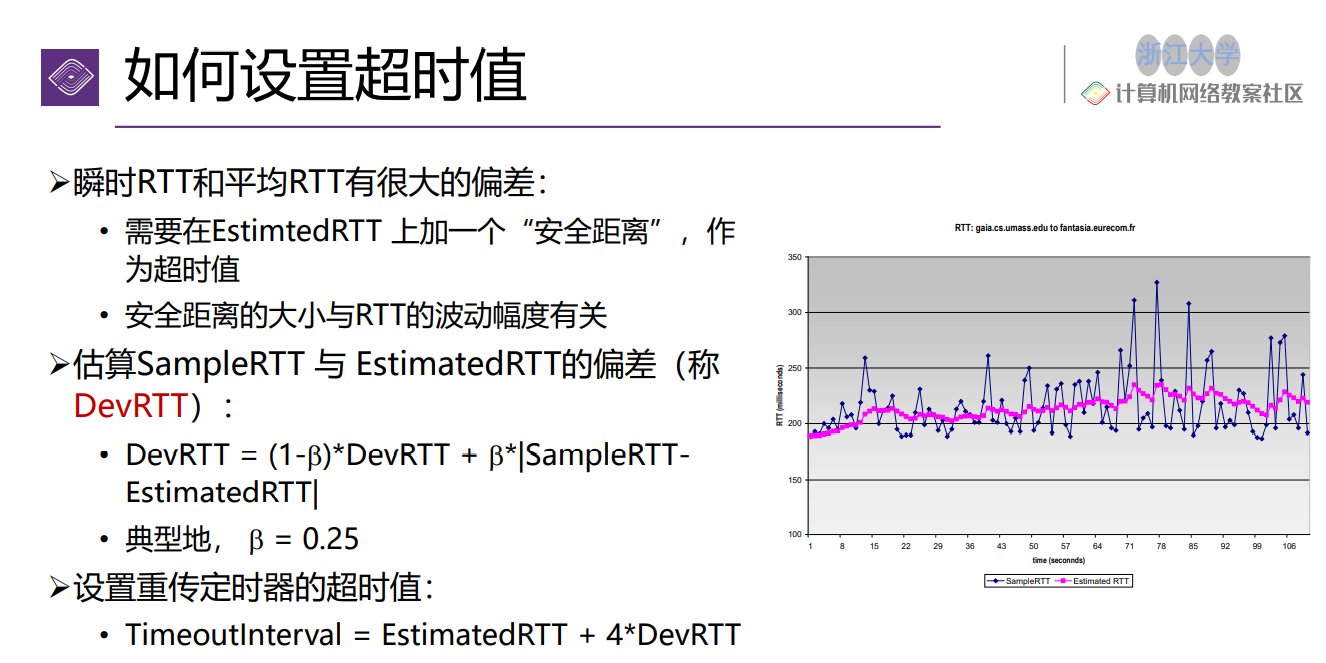 如何设置超时值
浙江大学
计算机网络教案社区
➢瞬时RTT和平均RTT有很大的偏差：
• 需要在EstimtedRTT 上加一个“安全距离”，作
为超时值
• 安全距离的大小与RTT的波动幅度有关
➢估算SampleRTT 与 EstimatedRTT的偏差（称
DevRTT）：
• DevRTT = (1-β)*DevRTT + β*|SampleRTT-
EstimatedRTT|
• 典型地， β = 0.25
➢设置重传定时器的超时值：
• TimeoutInterval = EstimatedRTT + 4*DevRTT
RTT: gaia.cs.umass.edu to fantasia.eurecom.fr
350
300
250
200
150
100
RTT (milliseconds)
1 8 15 22 29 36 43 50 57 64 71 78 85 92 99 106
time (seconnds)
SampleRTT Estimated RTT